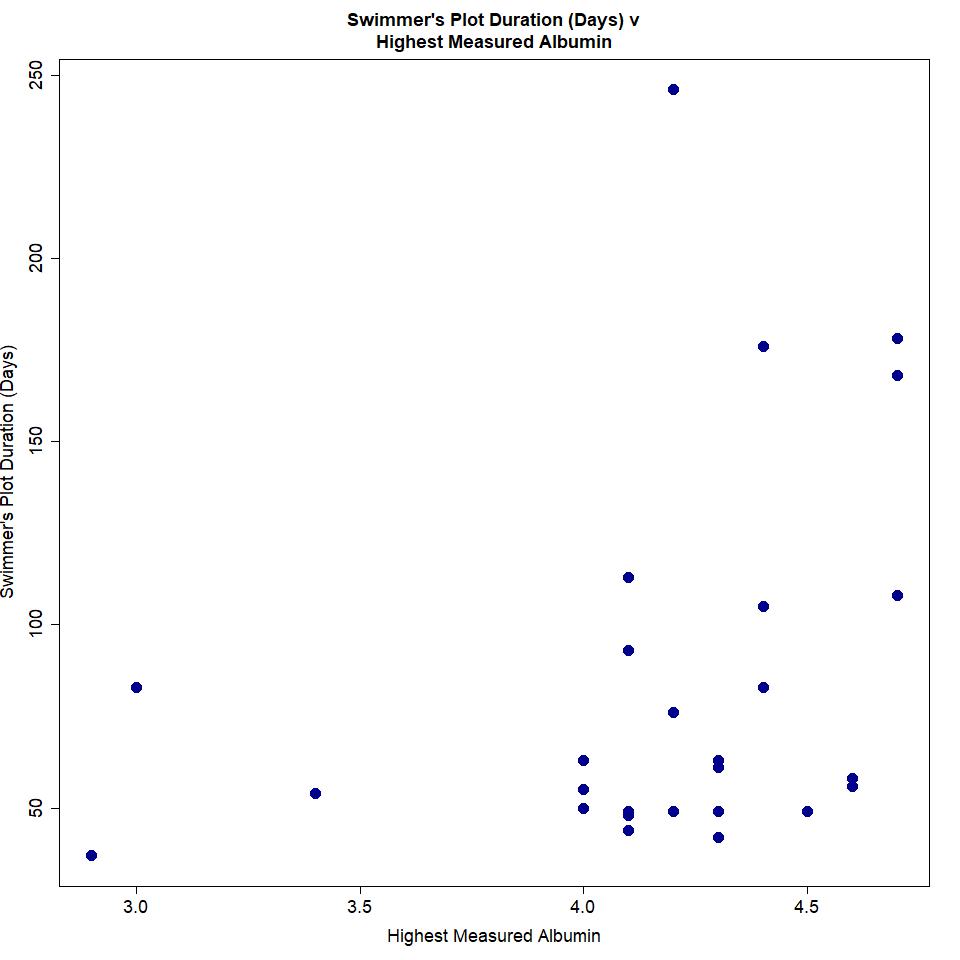 Swimmer's Plot Duration (Days) v
Highest Measured Albumin
250
200
150
100
50
Swimmer's Plot Duration (Days)
3.0
3.5
4.0
4.5
Highest Measured Albumin